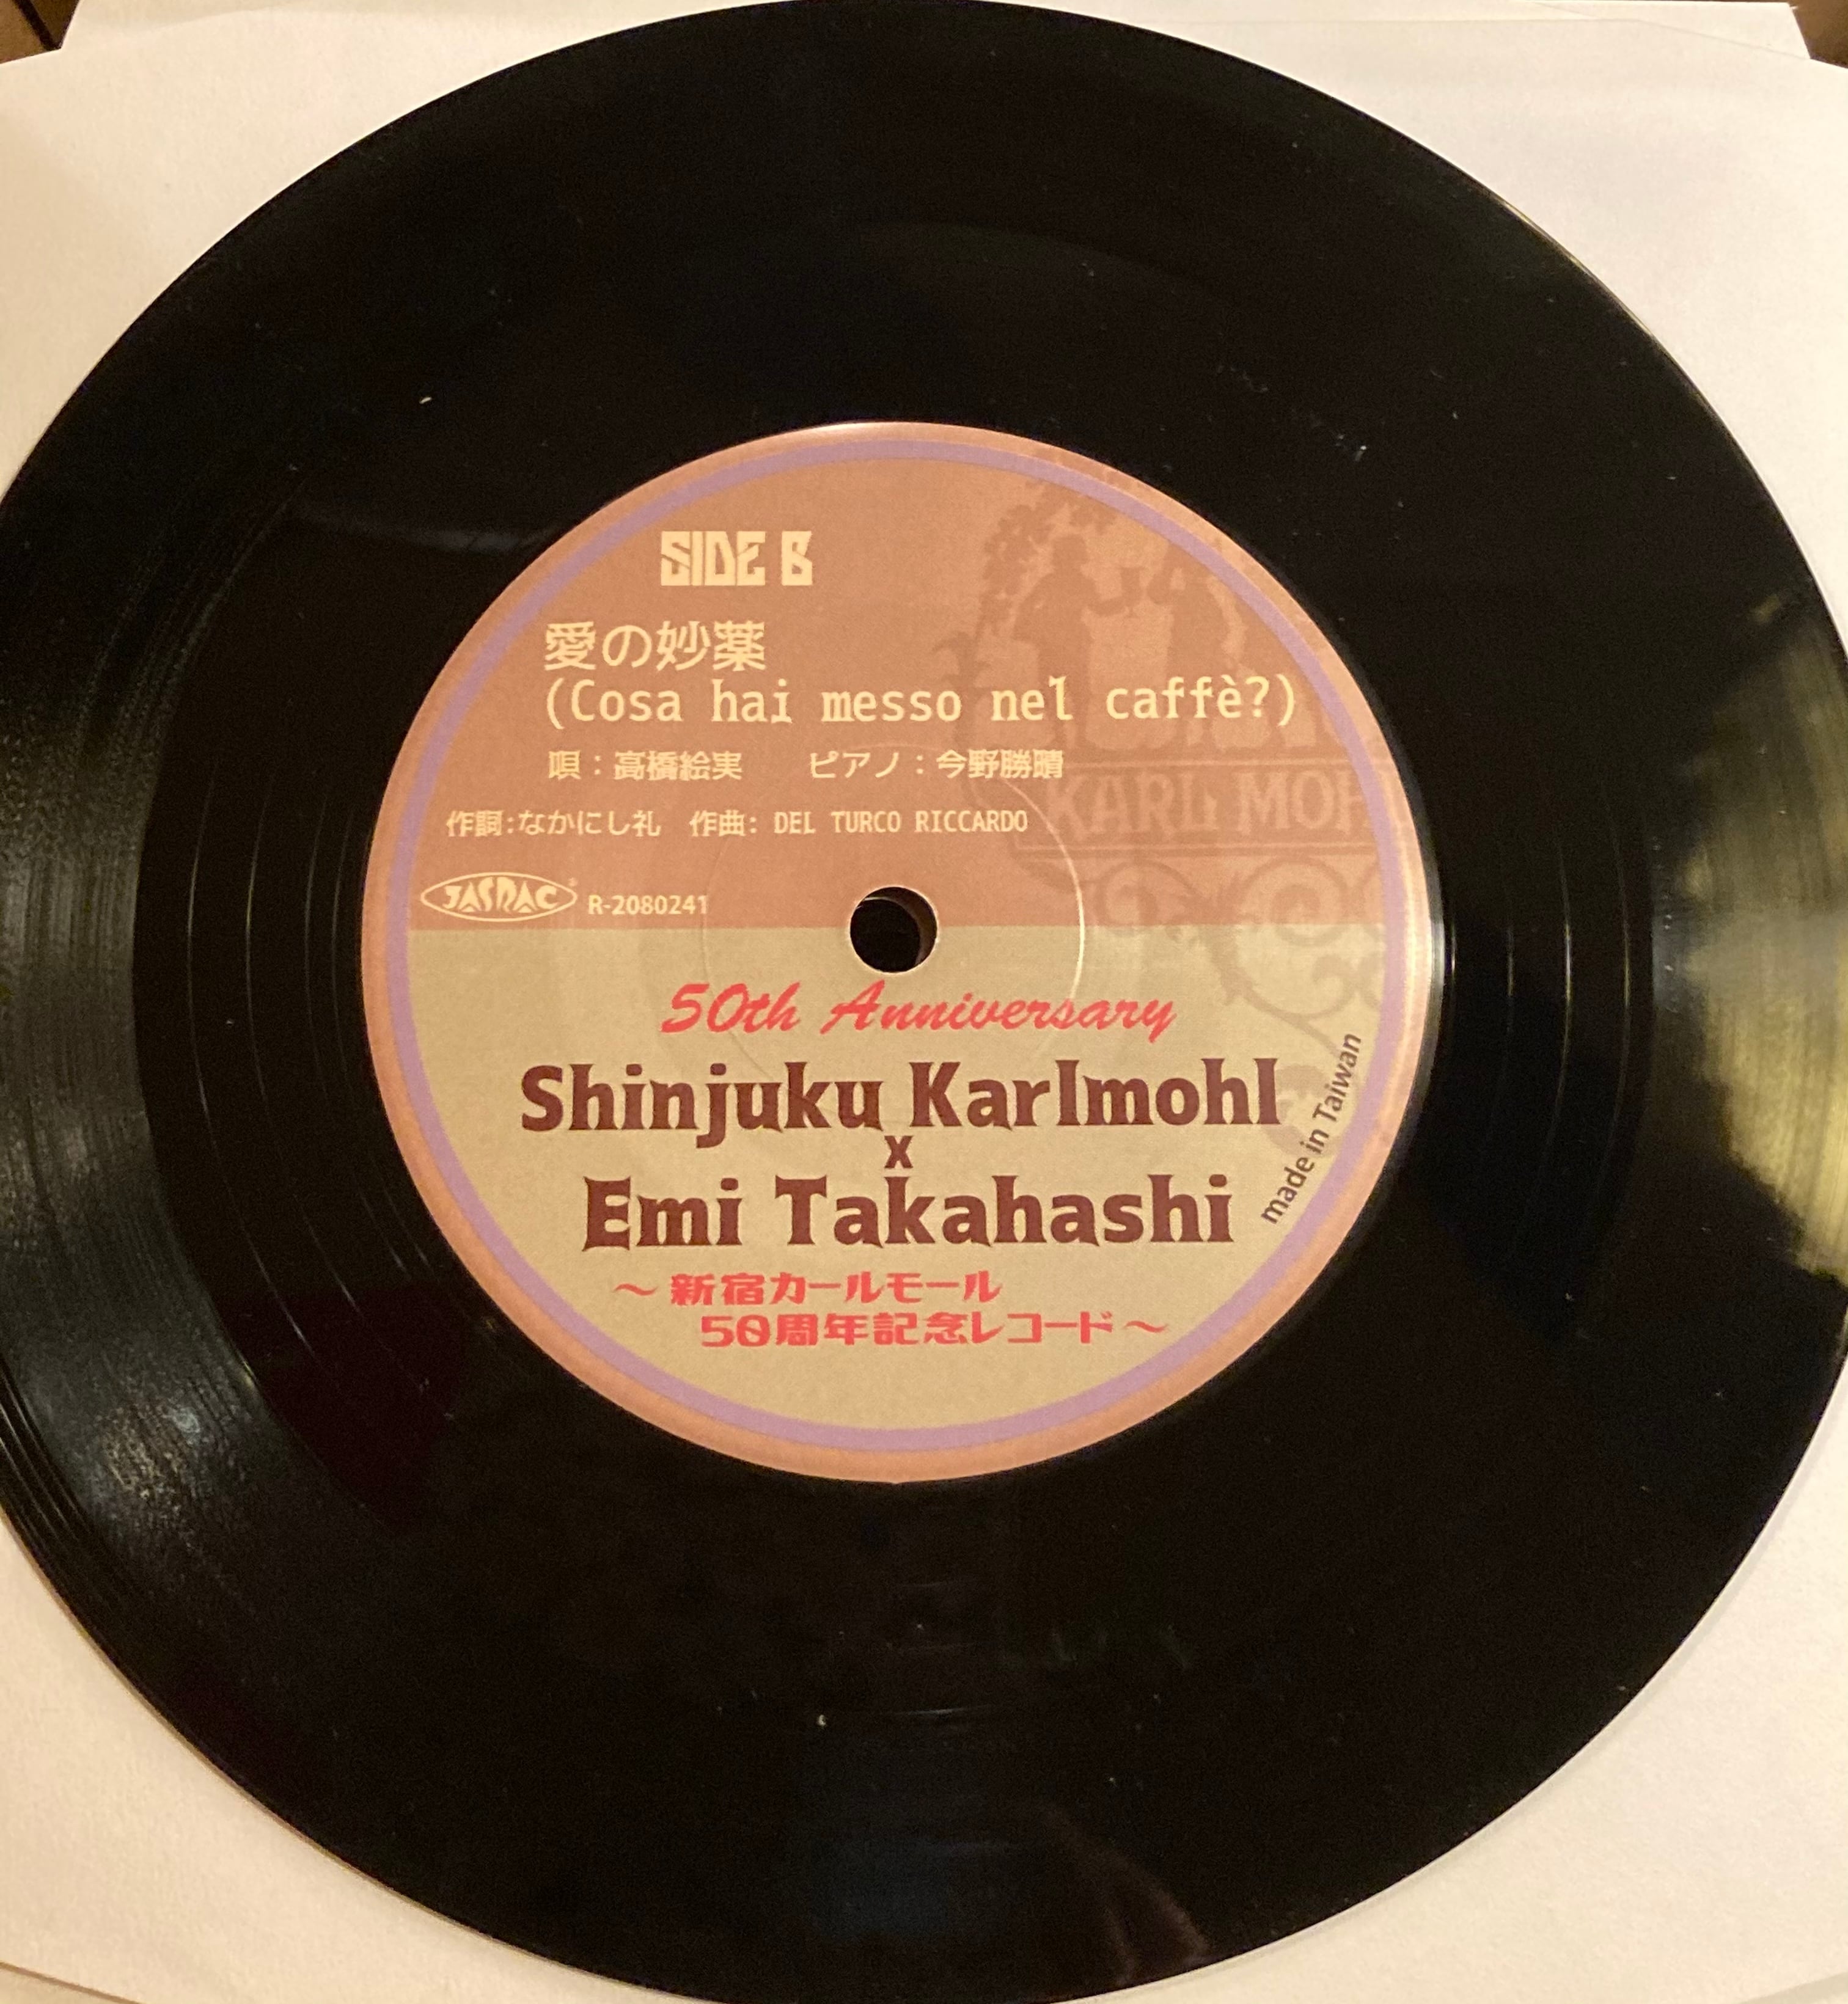 SIDE B
愛の妙薬
(Cosa hai messo nel caffè?)
唄：高橋絵実　ピアノ：今野勝晴
作詞:なかにし礼　作曲: DEL TURCO RICCARDO
JASRAC® R-2080241
KARL MOHL
50th Anniversary
Shinjuku Karlmohl
x
Emi Takahashi
～新宿カールモール
50周年記念レコード～
made in Taiwan